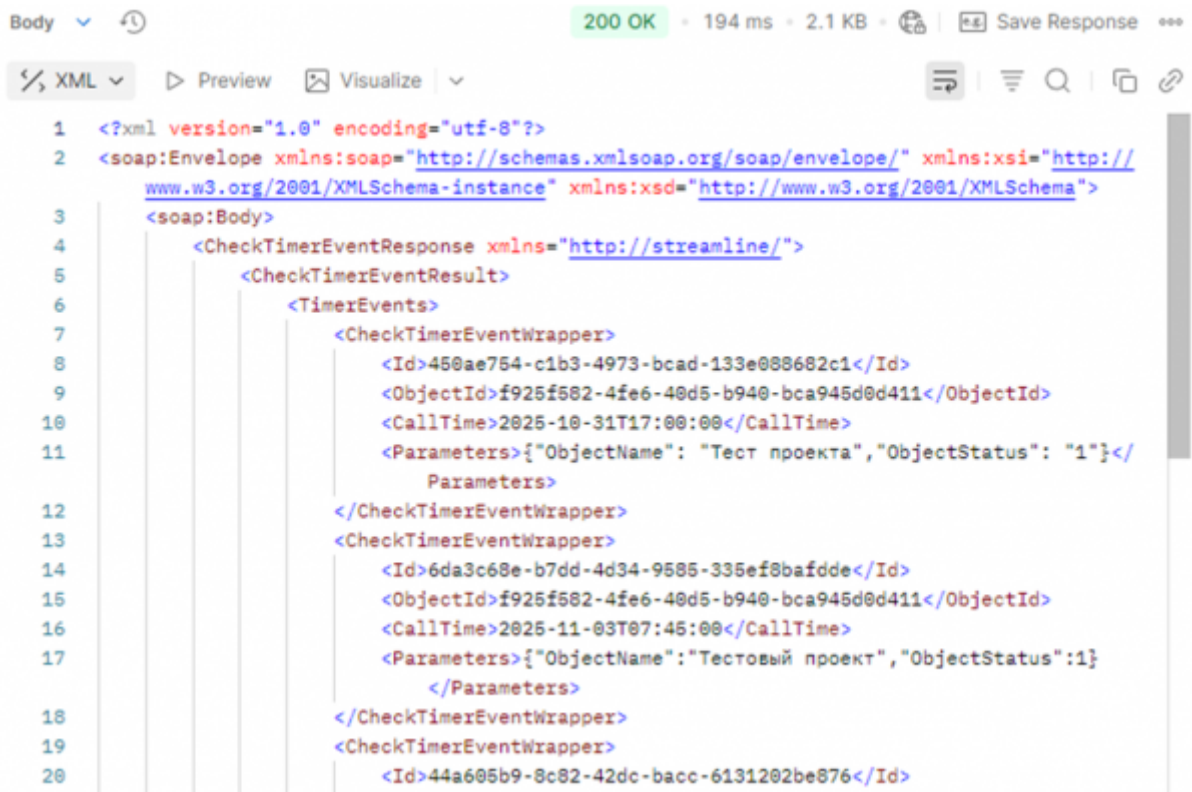 Body
200 OK • 194 ms • 2.1 KB • e.g. Save Response
XML Preview Visualize
1 <?xml version="1.0" encoding="utf-8"?>
2 <soap:Envelope xmlns:soap="http://schemas.xmlsoap.org/soap/envelope/" xmlns:xsi="http://
www.w3.org/2001/XMLSchema-instance" xmlns:xsd="http://www.w3.org/2001/XMLSchema">
3 <soap:Body>
4 <CheckTimerEventResponse xmlns="http://streamline/">
5 <CheckTimerEventResult>
6 <TimerEvents>
7 <CheckTimerEventWrapper>
8 <Id>450ae754-c1b3-4973-bcad-133e088682c1</Id>
9 <ObjectId>f925f582-4fe6-40d5-b940-bca945d0d411</ObjectId>
10 <CallTime>2025-10-31T17:00:00</CallTime>
11 <Parameters>{"ObjectName": "Тест проекта","ObjectStatus": "1"}</
Parameters>
12 </CheckTimerEventWrapper>
13 <CheckTimerEventWrapper>
14 <Id>6da3c68e-b7dd-4d34-9585-335ef8bafdde</Id>
15 <ObjectId>f925f582-4fe6-40d5-b940-bca945d0d411</ObjectId>
16 <CallTime>2025-11-03T07:45:00</CallTime>
17 <Parameters>{"ObjectName":"Тестовый проект","ObjectStatus":1}
</Parameters>
18 </CheckTimerEventWrapper>
19 <CheckTimerEventWrapper>
20 <Id>44a605b9-8c82-42dc-bacc-6131202be876</Id>